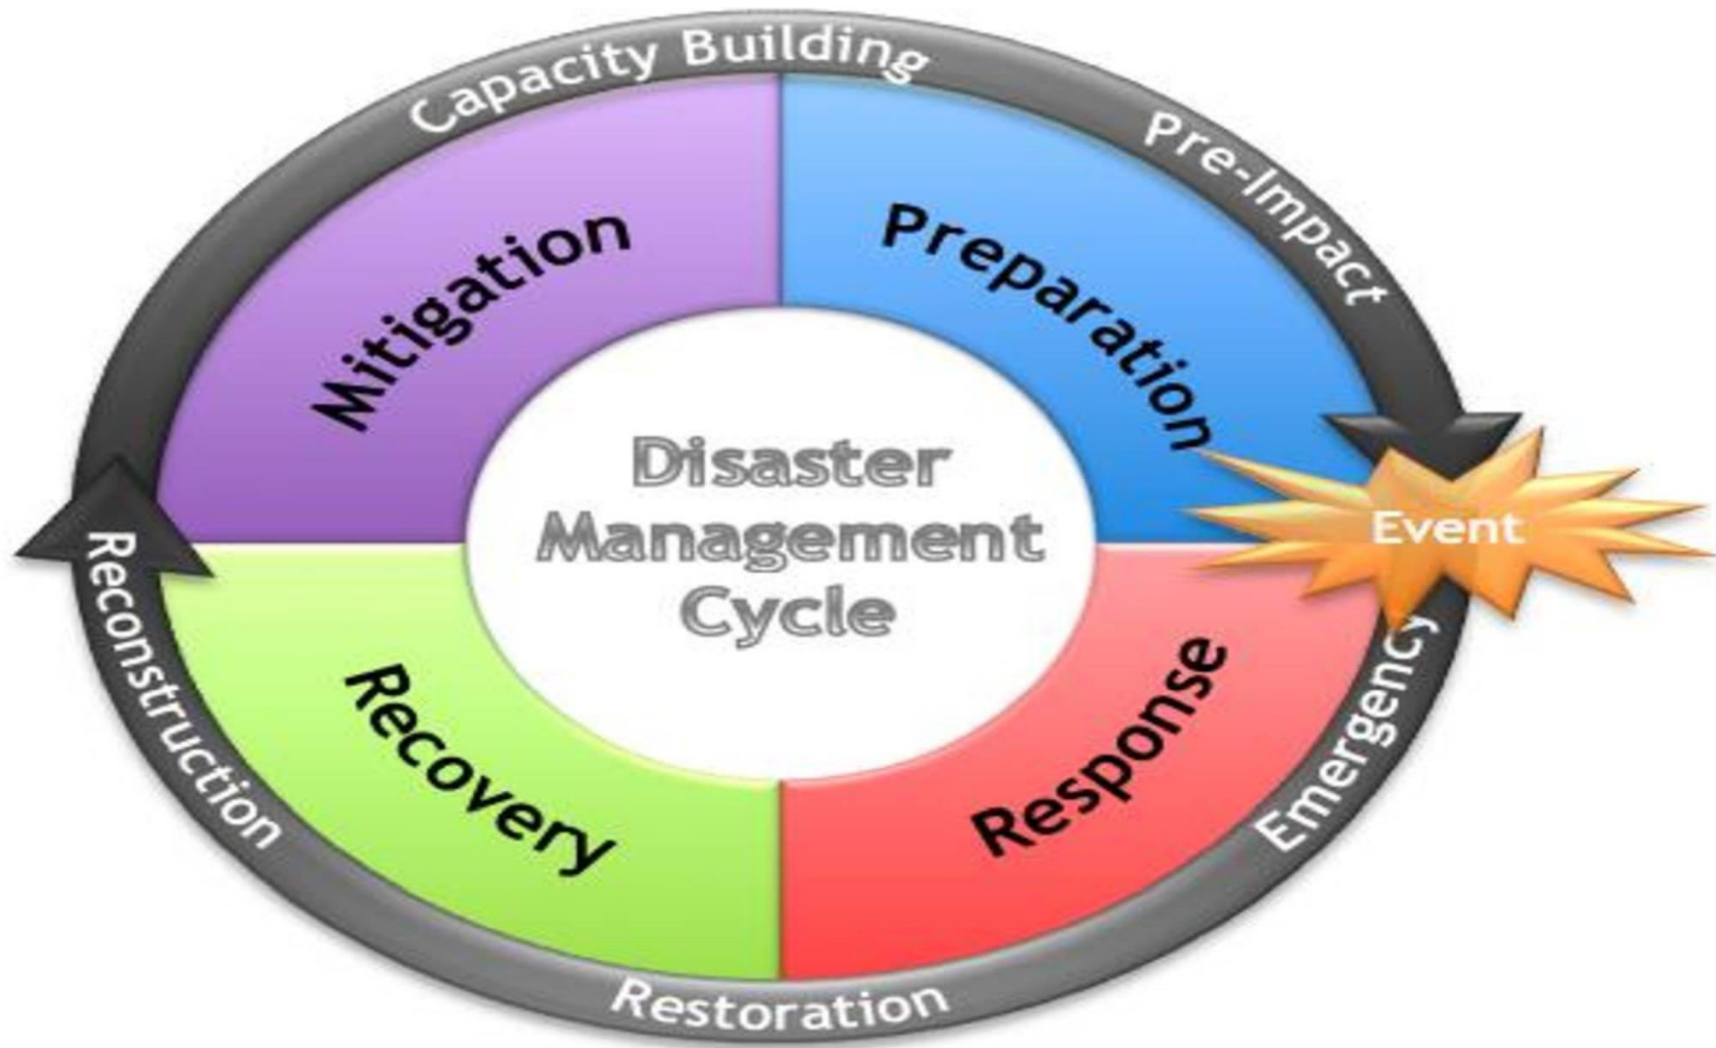 Capacity Building
Pre-Impact
Mitigation
Preparation
Disaster
Management
Cycle
Event
Reconstruction
Recovery
Response
Emergency
Restoration